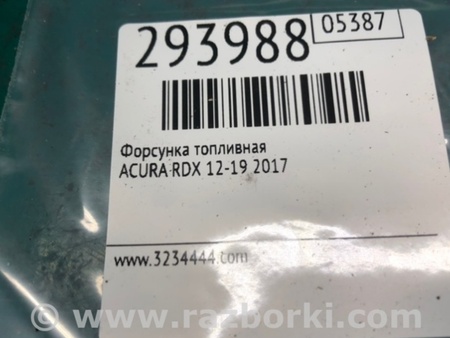 293988 05387
Форсунка топливная
ACURA RDX 12-19 2017
www.3234444.com
www.razborki.com